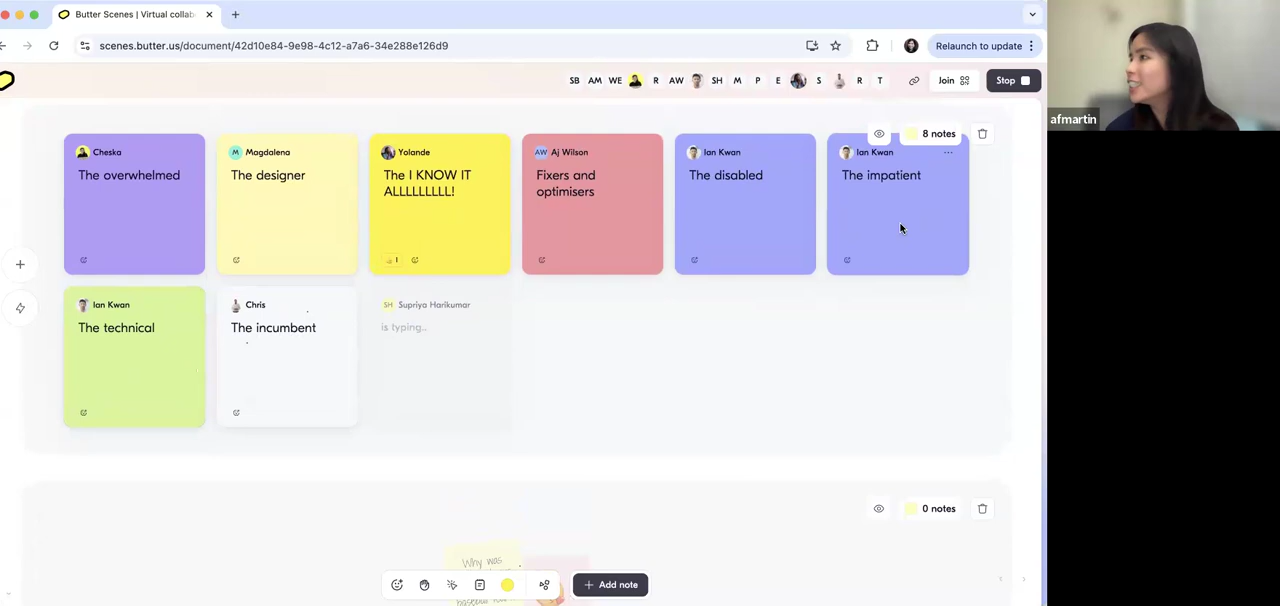 Butter Scenes | Virtual collab
scenes.butter.us/document/42d10e84-9e98-4c12-a7a6-34e288e126d9
Relaunch to update
SB AM WE R AW SH M P E S R T
Join
Stop
8 notes
Cheska
The overwhelmed
M Magdalena
The designer
Yolande
The I KNOW IT
ALLLLLLLLL!
1
AW Aj Wilson
Fixers and
optimisers
Ian Kwan
The disabled
Ian Kwan
The impatient
Ian Kwan
The technical
Chris
The incumbent
SH Supriya Harikumar
is typing..
0 notes
Why was
Add note
afmartin